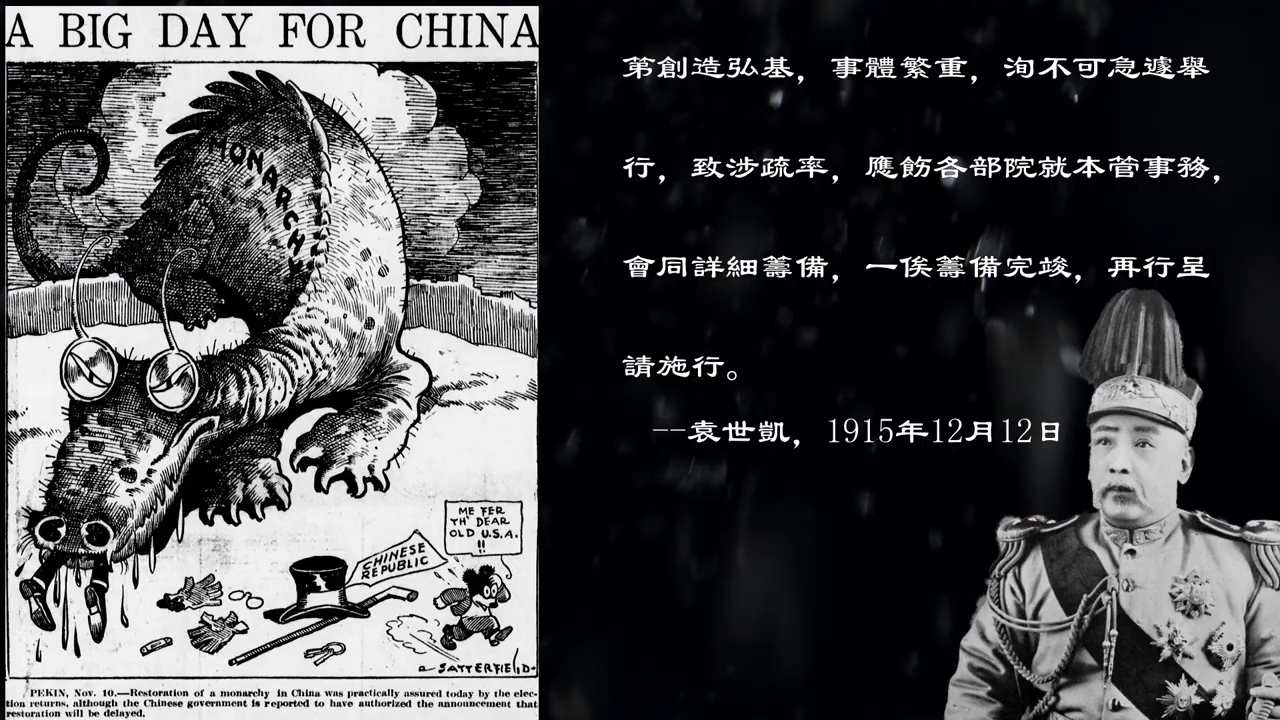 A BIG DAY FOR CHINA
MONARCHY
ME FER
TH' DEAR
OLD U.S.A.
!!
CHINESE
REPUBLIC
SATTERFIELD.
PEKIN, Nov. 10.—Restoration of a monarchy in China was practically assured today by the elec-
tion returns, although the Chinese government is reported to have authorized the announcement that
restoration will be delayed.
第創造弘基，事體繁重，洵不可急遽舉
行，致涉疏率，應飭各部院就本管事務，
會同詳細籌備，一俟籌備完竣，再行呈
請施行。
--袁世凱，1915年12月12日